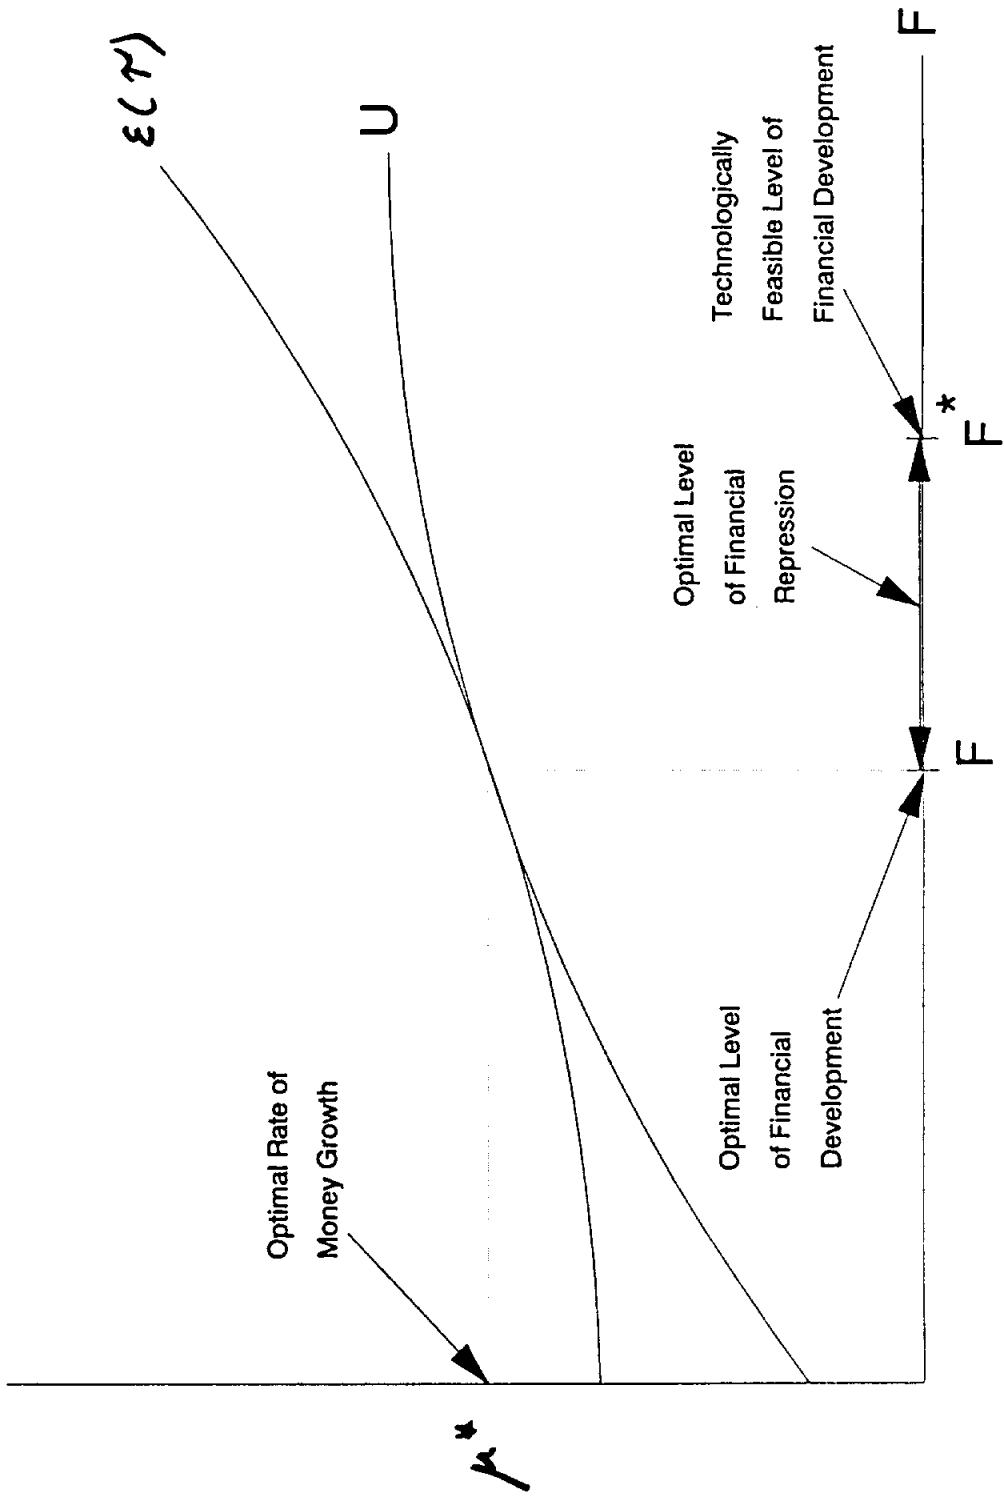 ε(τ)
U
Optimal Rate of
Money Growth
μ*
Technologically
Feasible Level of
Financial Development
Optimal Level
of Financial
Repression
Optimal Level
of Financial
Development
F
F*
F